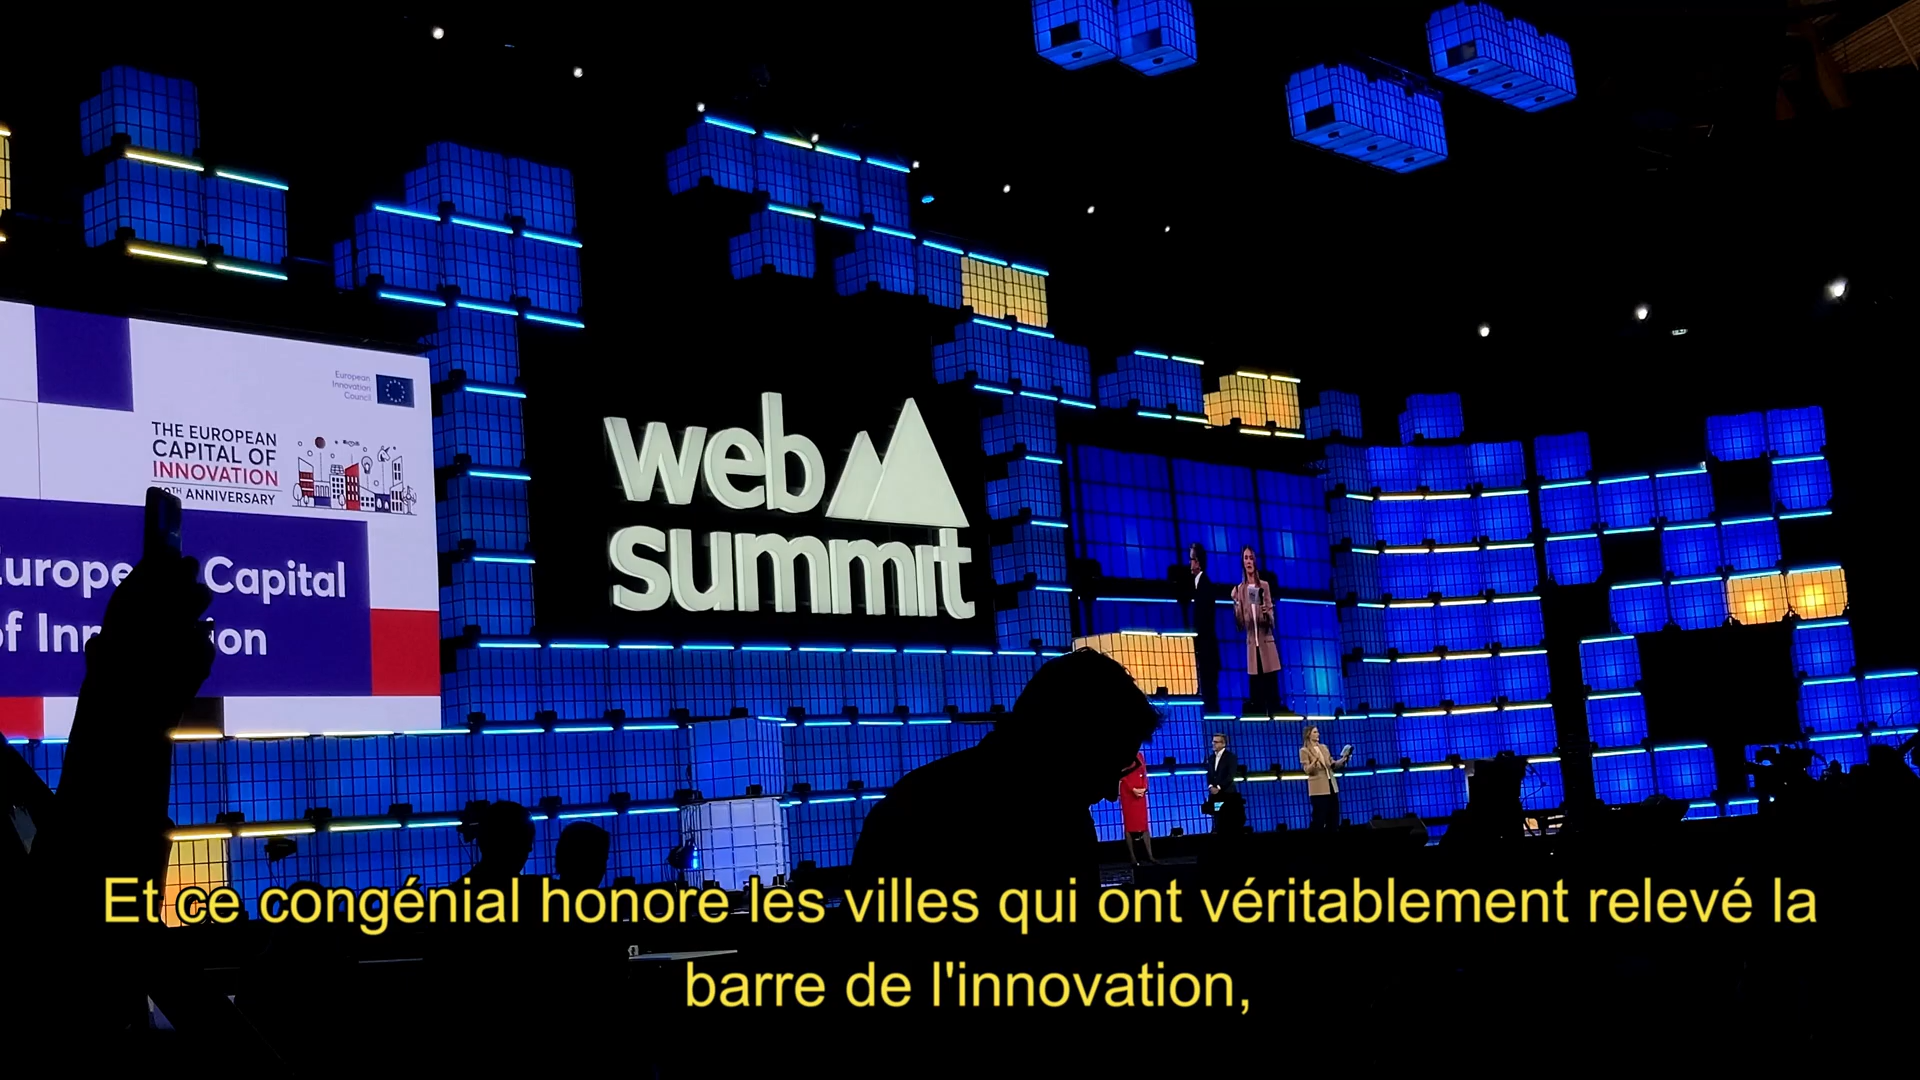 European
Innovation
Council
THE EUROPEAN
CAPITAL OF
INNOVATION
ANNIVERSARY
Capital
of
web
summit
Et ce congénial honore les villes qui ont véritablement relevé la
barre de l'innovation,